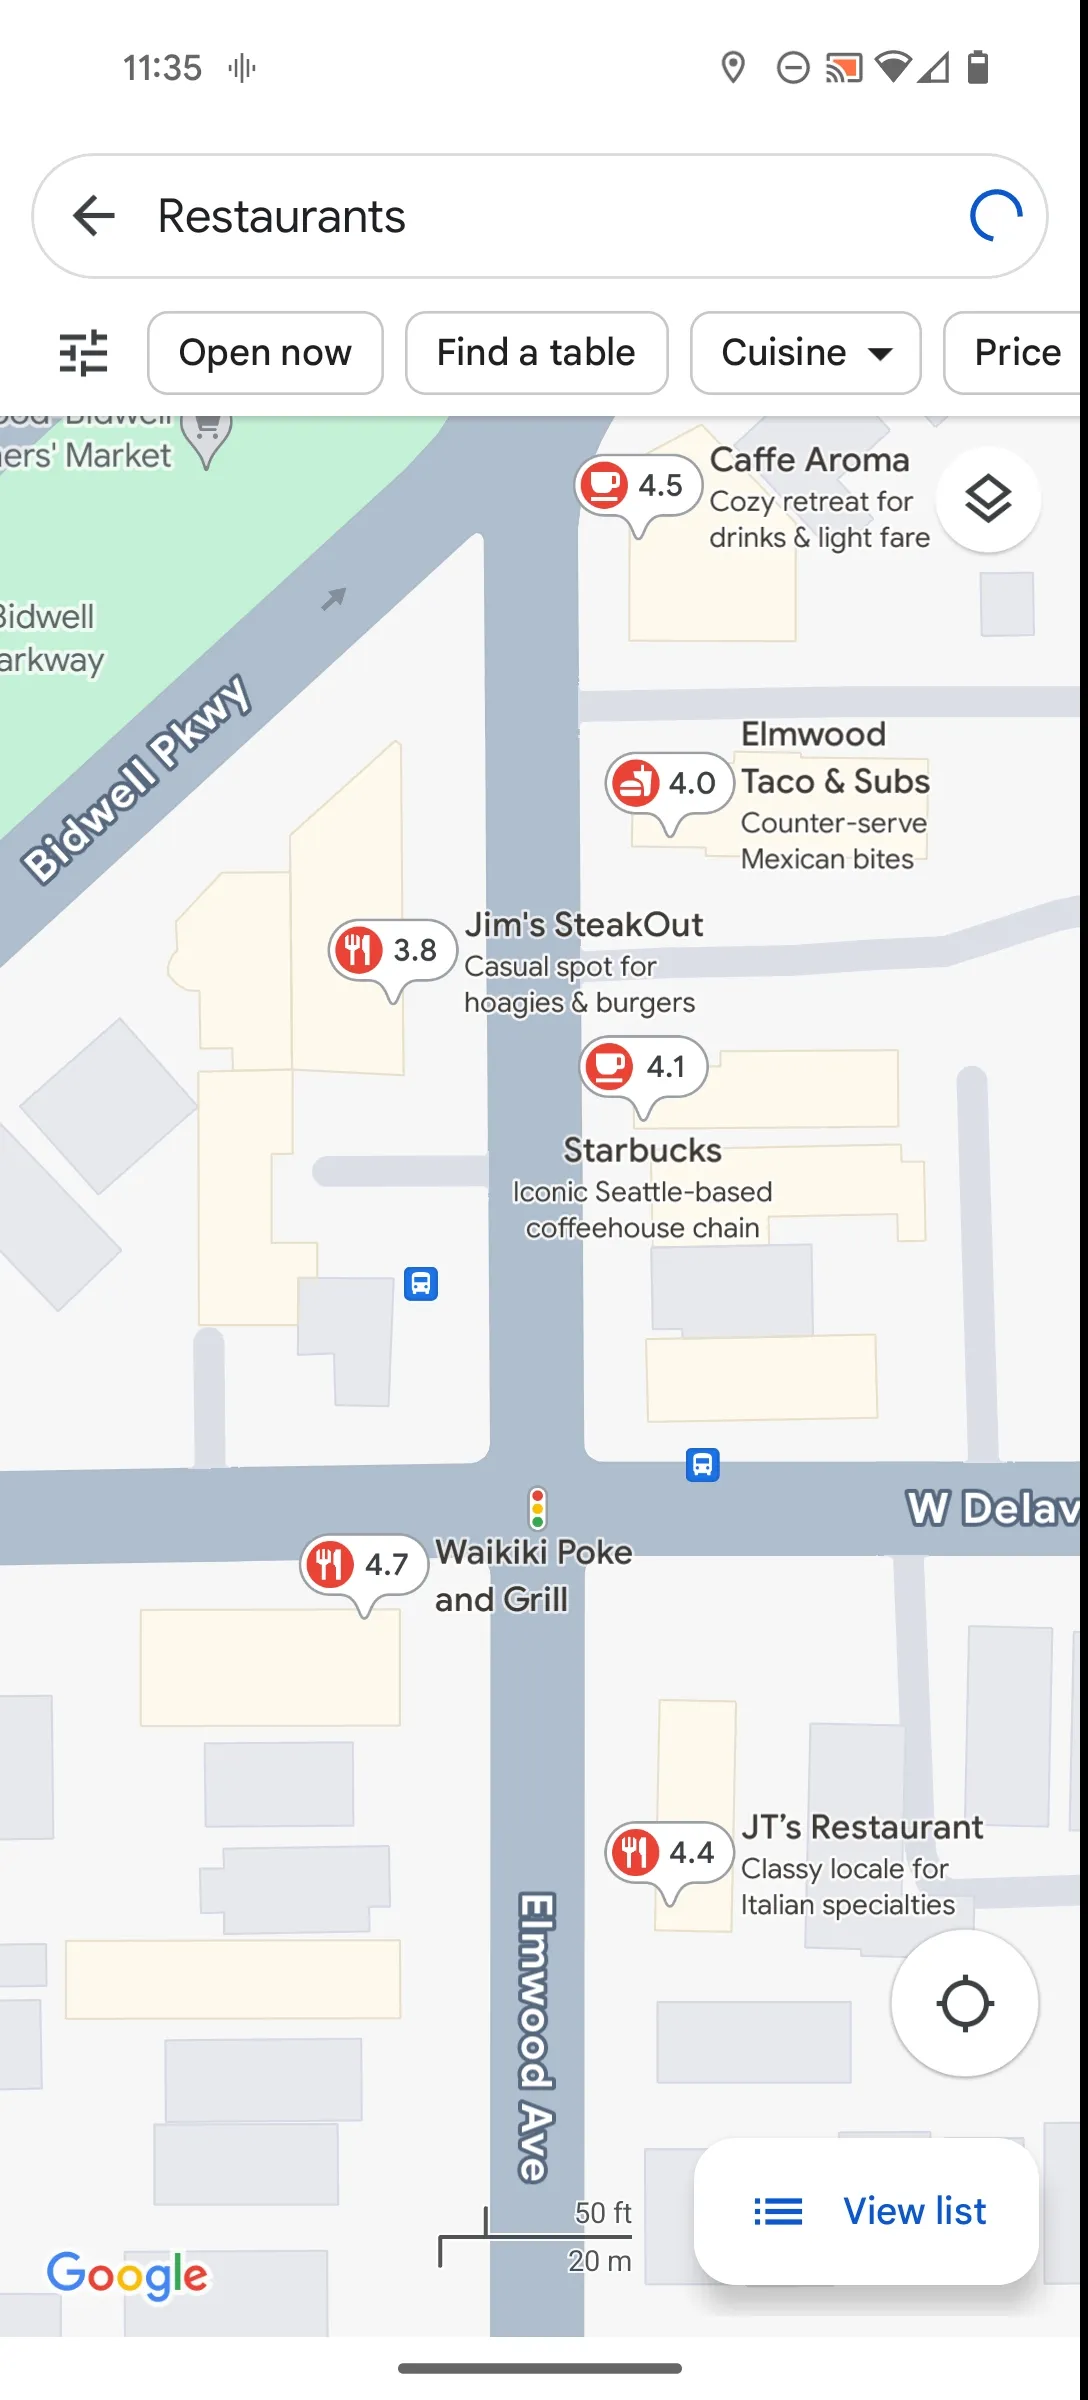 11:35
Restaurants
Open now
Find a table
Cuisine
Price
ers' Market
4.5
Caffe Aroma
Cozy retreat for
drinks & light fare
Bidwell
arkway
Bidwell Pkwy
Elmwood
Taco & Subs
4.0
Counter-serve
Mexican bites
Jim's SteakOut
3.8
Casual spot for
hoagies & burgers
4.1
Starbucks
Iconic Seattle-based
coffeehouse chain
W Delav
4.7
Waikiki Poke
and Grill
JT’s Restaurant
4.4
Classy locale for
Italian specialties
Elmwood Ave
50 ft
20 m
View list
Google